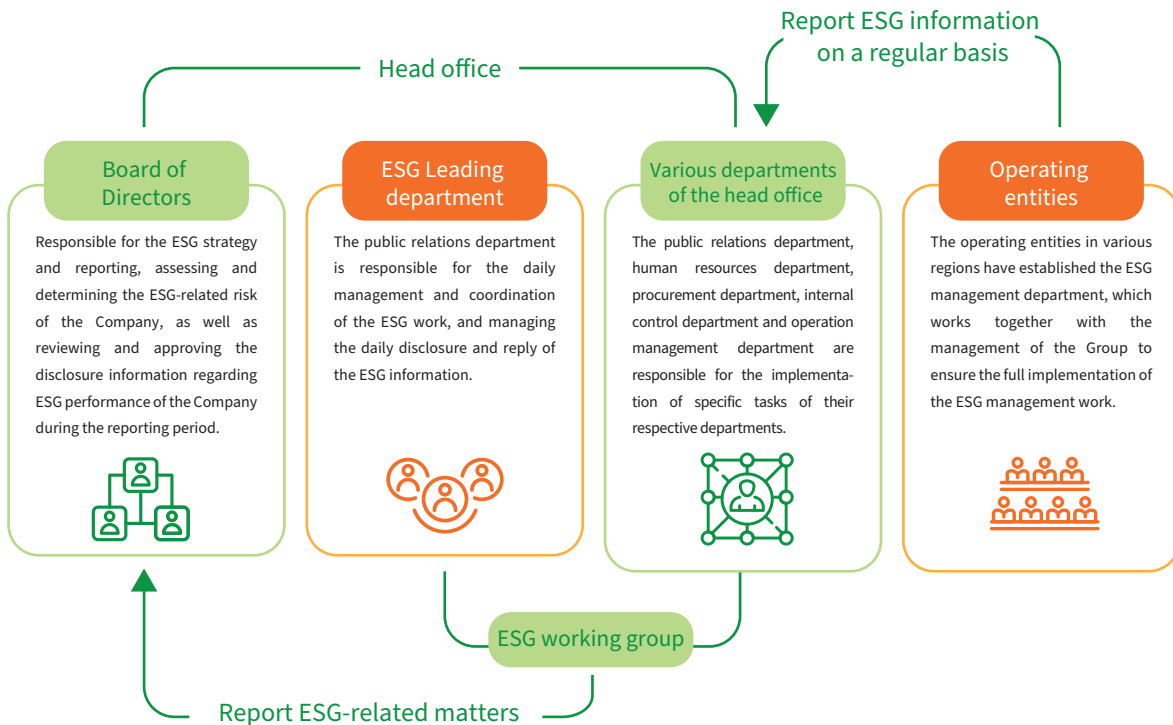 Report ESG information
on a regular basis
Head office
Board of
Directors
Responsible for the ESG strategy
and reporting, assessing and
determining the ESG-related risk
of the Company, as well as
reviewing and approving the
disclosure information regarding
ESG performance of the Company
during the reporting period.
ESG Leading
department
The public relations department
is responsible for the daily
management and coordination
of the ESG work, and managing
the daily disclosure and reply of
the ESG information.
Various departments
of the head office
The public relations department,
human resources department,
procurement department, internal
control department and operation
management department are
responsible for the implementa-
tion of specific tasks of their
respective departments.
Operating
entities
The operating entities in various
regions have established the ESG
management department, which
works together with the
management of the Group to
ensure the full implementation of
the ESG management work.
ESG working group
Report ESG-related matters